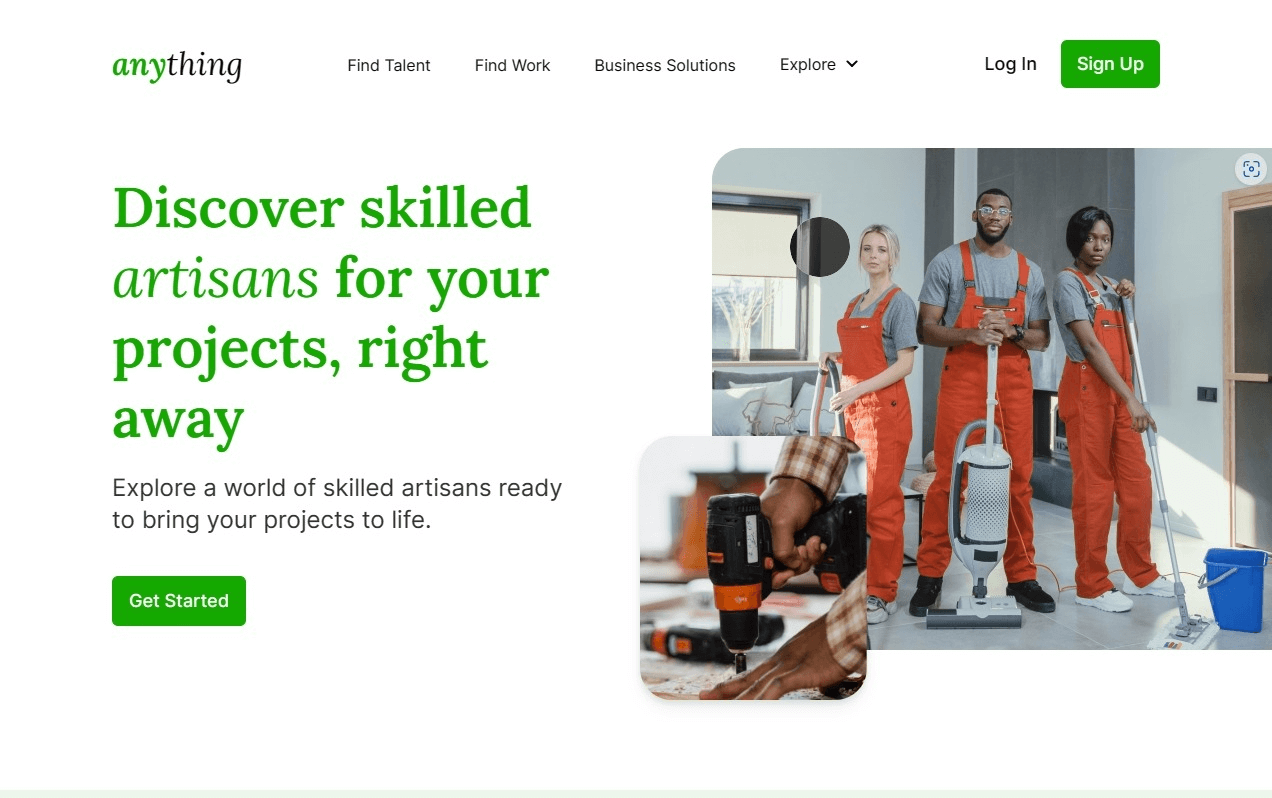 anything
Find Talent
Find Work
Business Solutions
Explore
Log In
Sign Up
Discover skilled
artisans for your
projects, right
away
Explore a world of skilled artisans ready
to bring your projects to life.
Get Started